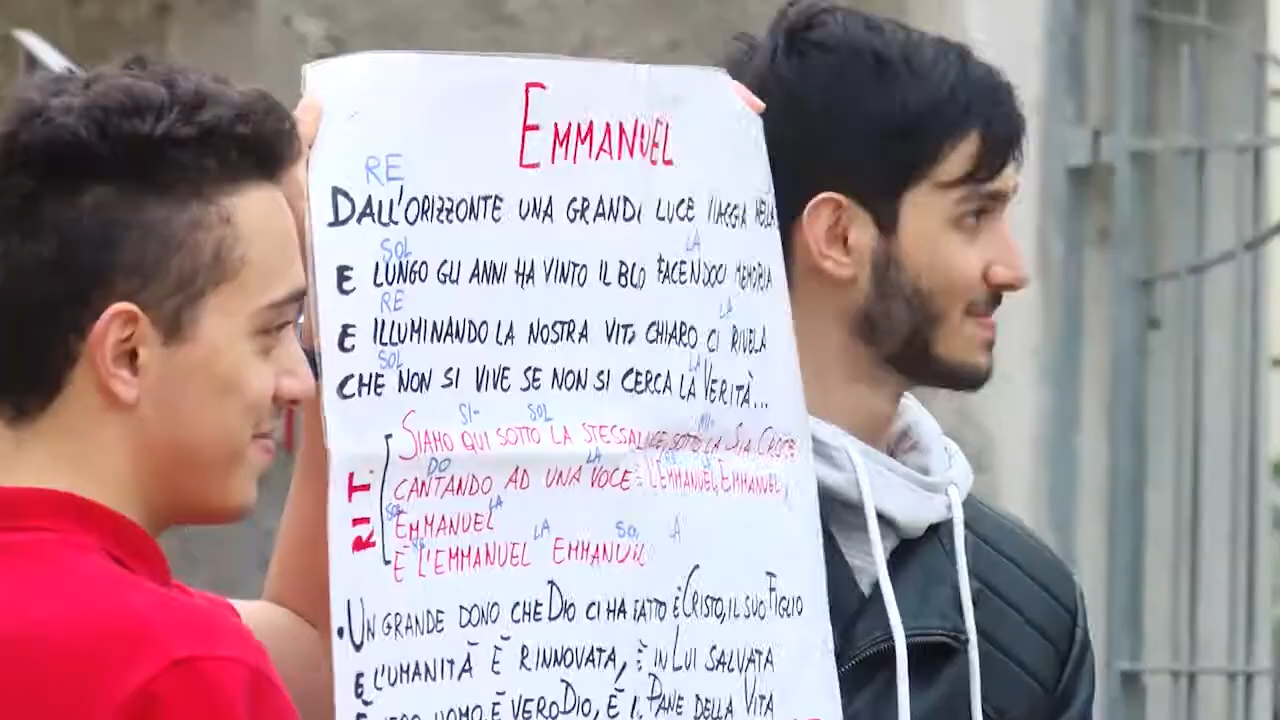 EMMANUEL
RE
DALL'ORIZZONTE UNA GRANDE LUCE VIAGGIA NELLA
SOL LA
E LUNGO GLI ANNI HA VINTO IL BUIO FACENDOCI MEMORIA
RE LA
E ILLUMINANDO LA NOSTRA VITA CHIARO CI RIVELA
SOL LA
CHE NON SI VIVE SE NON SI CERCA LA VERITÀ...
SI- SOL
RIT. SIAMO QUI SOTTO LA STESSA LUCE SOTTO LA SUA CROCE
DO LA
CANTANDO AD UNA VOCE È L'EMMANUEL, EMMANUEL,
SOL LA
EMMANUEL
LA
È L'EMMANUEL EMMANUEL
•UN GRANDE DONO CHE DIO CI HA FATTO È CRISTO, IL SUO FIGLIO
E L'UMANITÀ È RINNOVATA, È IN LUI SALVATA
È VERO UOMO, È VERO DIO, È IL PANE DELLA VITA